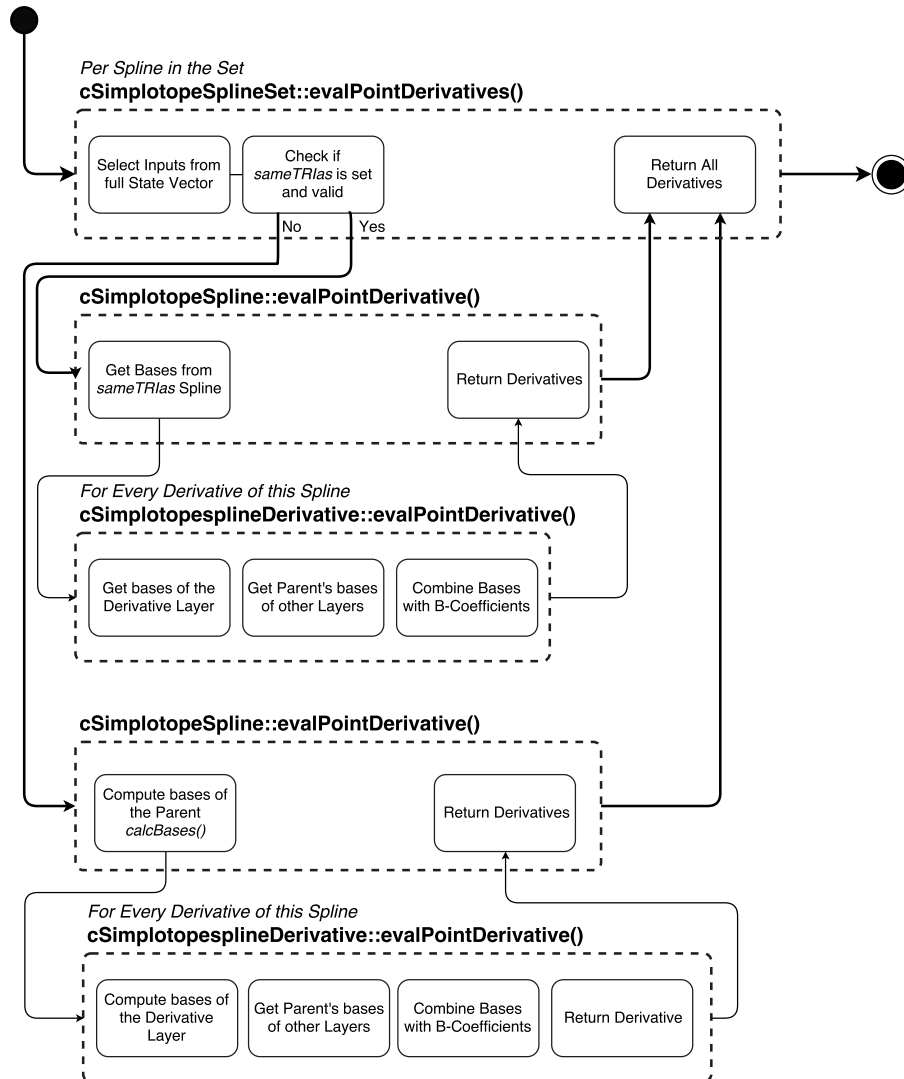 Per Spline in the Set
cSimplotopeSplineSet::evalPointDerivatives()
Select Inputs from
full State Vector
Check if
sameTRIas is set
and valid
Return All
Derivatives
No
Yes
cSimplotopeSpline::evalPointDerivative()
Get Bases from
sameTRIas Spline
Return Derivatives
For Every Derivative of this Spline
cSimplotopesplineDerivative::evalPointDerivative()
Get bases of the
Derivative Layer
Get Parent's bases
of other Layers
Combine Bases
with B-Coefficients
cSimplotopeSpline::evalPointDerivative()
Compute bases of
the Parent
calcBases()
Return Derivatives
For Every Derivative of this Spline
cSimplotopesplineDerivative::evalPointDerivative()
Compute bases of
the Derivative
Layer
Get Parent's bases
of other Layers
Combine Bases
with B-Coefficients
Return Derivative